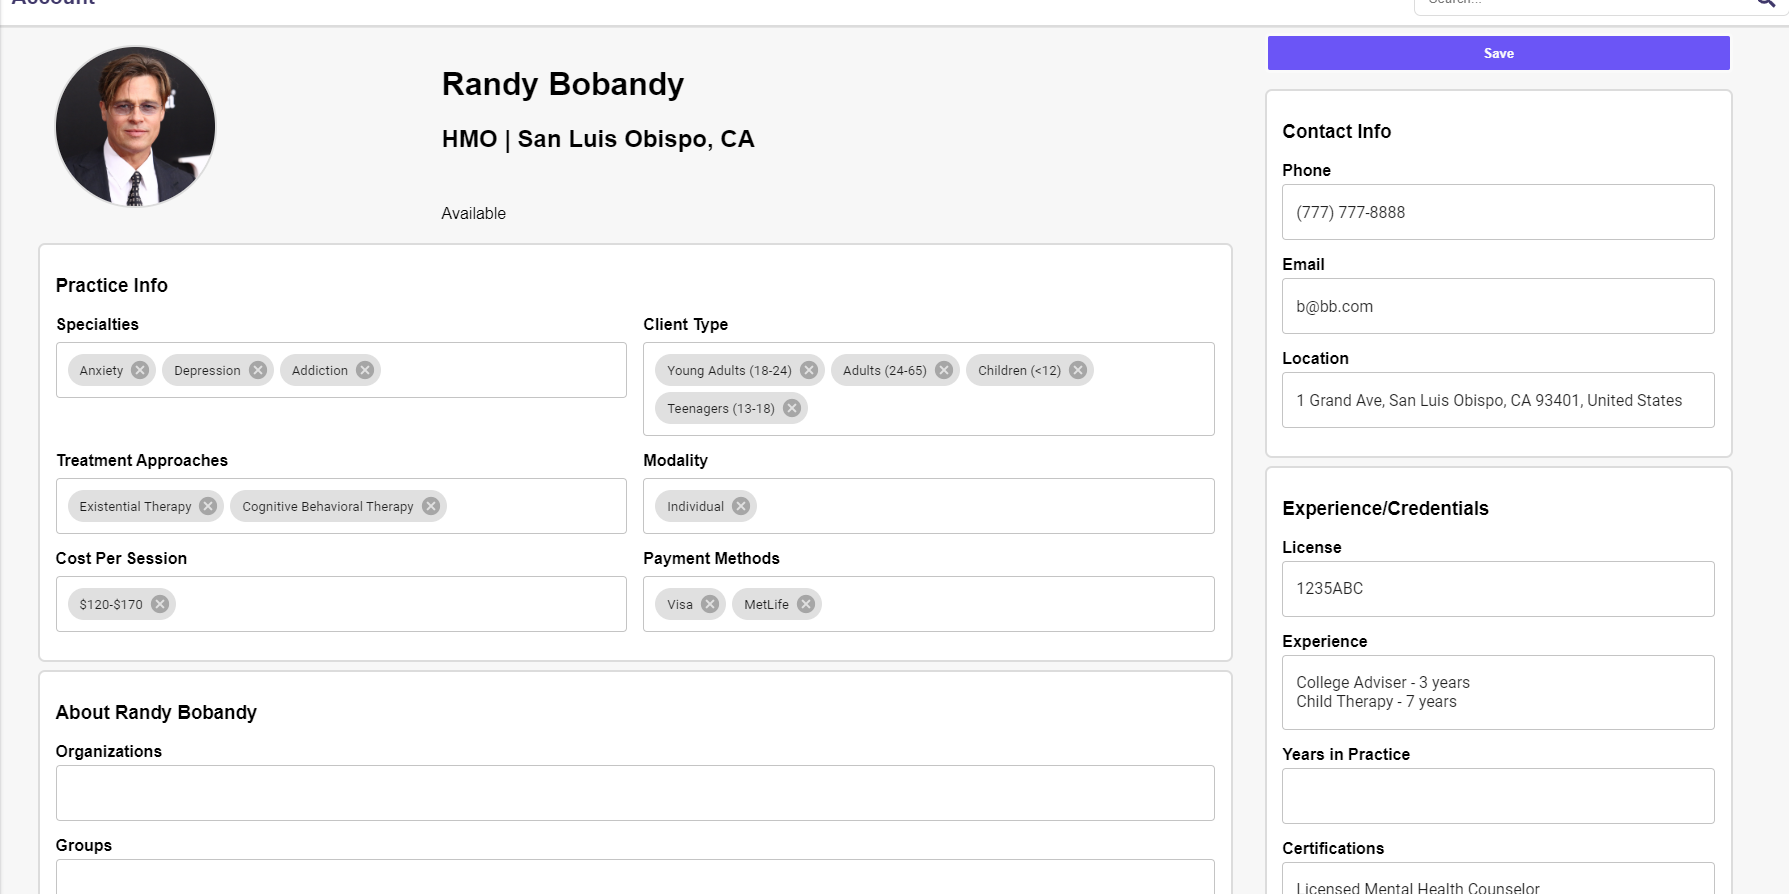 Account
Search...
Save
Randy Bobandy
HMO | San Luis Obispo, CA
Available
Practice Info
Specialties
Anxiety
Depression
Addiction
Client Type
Young Adults (18-24)
Adults (24-65)
Children (<12)
Teenagers (13-18)
Treatment Approaches
Existential Therapy
Cognitive Behavioral Therapy
Modality
Individual
Cost Per Session
$120-$170
Payment Methods
Visa
MetLife
About Randy Bobandy
Organizations
Groups
Contact Info
Phone
(777) 777-8888
Email
b@bb.com
Location
1 Grand Ave, San Luis Obispo, CA 93401, United States
Experience/Credentials
License
1235ABC
Experience
College Adviser - 3 years
Child Therapy - 7 years
Years in Practice
Certifications
Licensed Mental Health Counselor